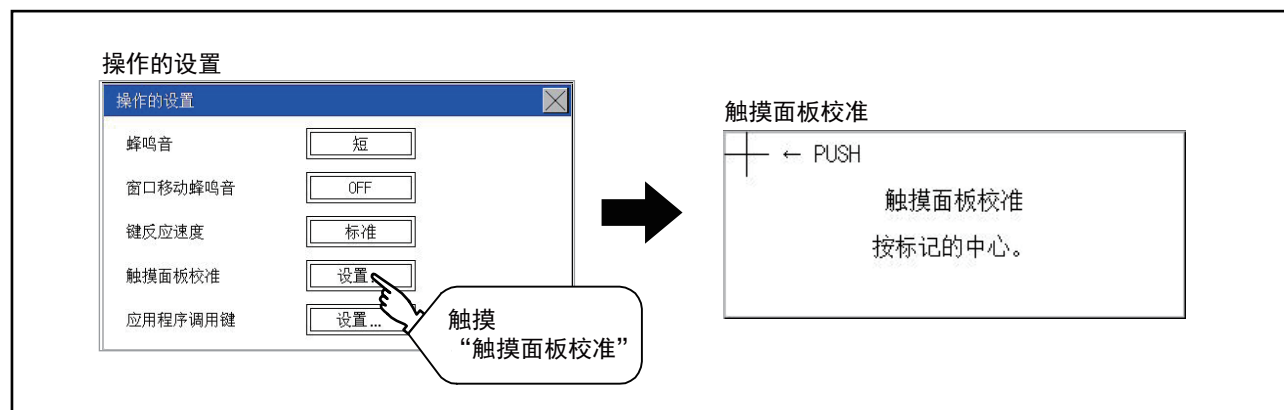 操作的设置
操作的设置
蜂鸣音 短
窗口移动蜂鸣音 OFF
键反应速度 标准
触摸面板校准 设置
应用程序调用键 设置...
触摸
“触摸面板校准”
触摸面板校准
← PUSH
触摸面板校准
按标记的中心。